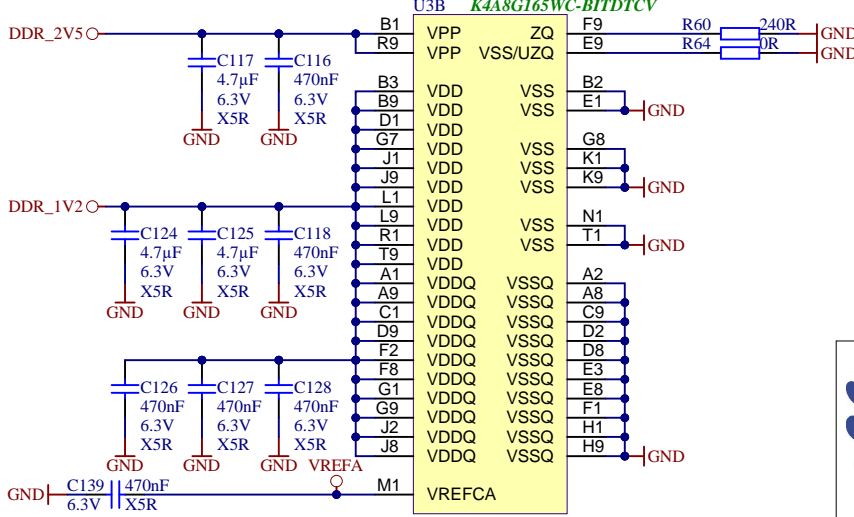 U3B K4A8G165WC-BITDTCV
DDR_2V5 B1 VPP ZQ F9 R60 240R GND
R9 VPP VSS/UZQ E9 R64 0R GND
C117 C116
4.7µF 470nF
6.3V 6.3V
X5R X5R
GND GND
B3 VDD VSS B2
B9 VDD VSS E1 GND
D1 VDD
G7 VDD VSS G8
J1 VDD VSS K1
J9 VDD VSS K9 GND
DDR_1V2 L1 VDD
L9 VDD VSS N1
R1 VDD VSS T1 GND
T9 VDD
C124 C125 C118
4.7µF 4.7µF 470nF
6.3V 6.3V 6.3V
X5R X5R X5R
GND GND GND
A1 VDDQ VSSQ A2
A9 VDDQ VSSQ A8
C1 VDDQ VSSQ C9
D9 VDDQ VSSQ D2
F2 VDDQ VSSQ D8
F8 VDDQ VSSQ E3
G1 VDDQ VSSQ E8
G9 VDDQ VSSQ F1
J2 VDDQ VSSQ H1
J8 VDDQ VSSQ H9 GND
C126 C127 C128
470nF 470nF 470nF
6.3V 6.3V 6.3V
X5R X5R X5R
GND GND GND VREFA
GND C139 470nF M1 VREFCA
6.3V X5R